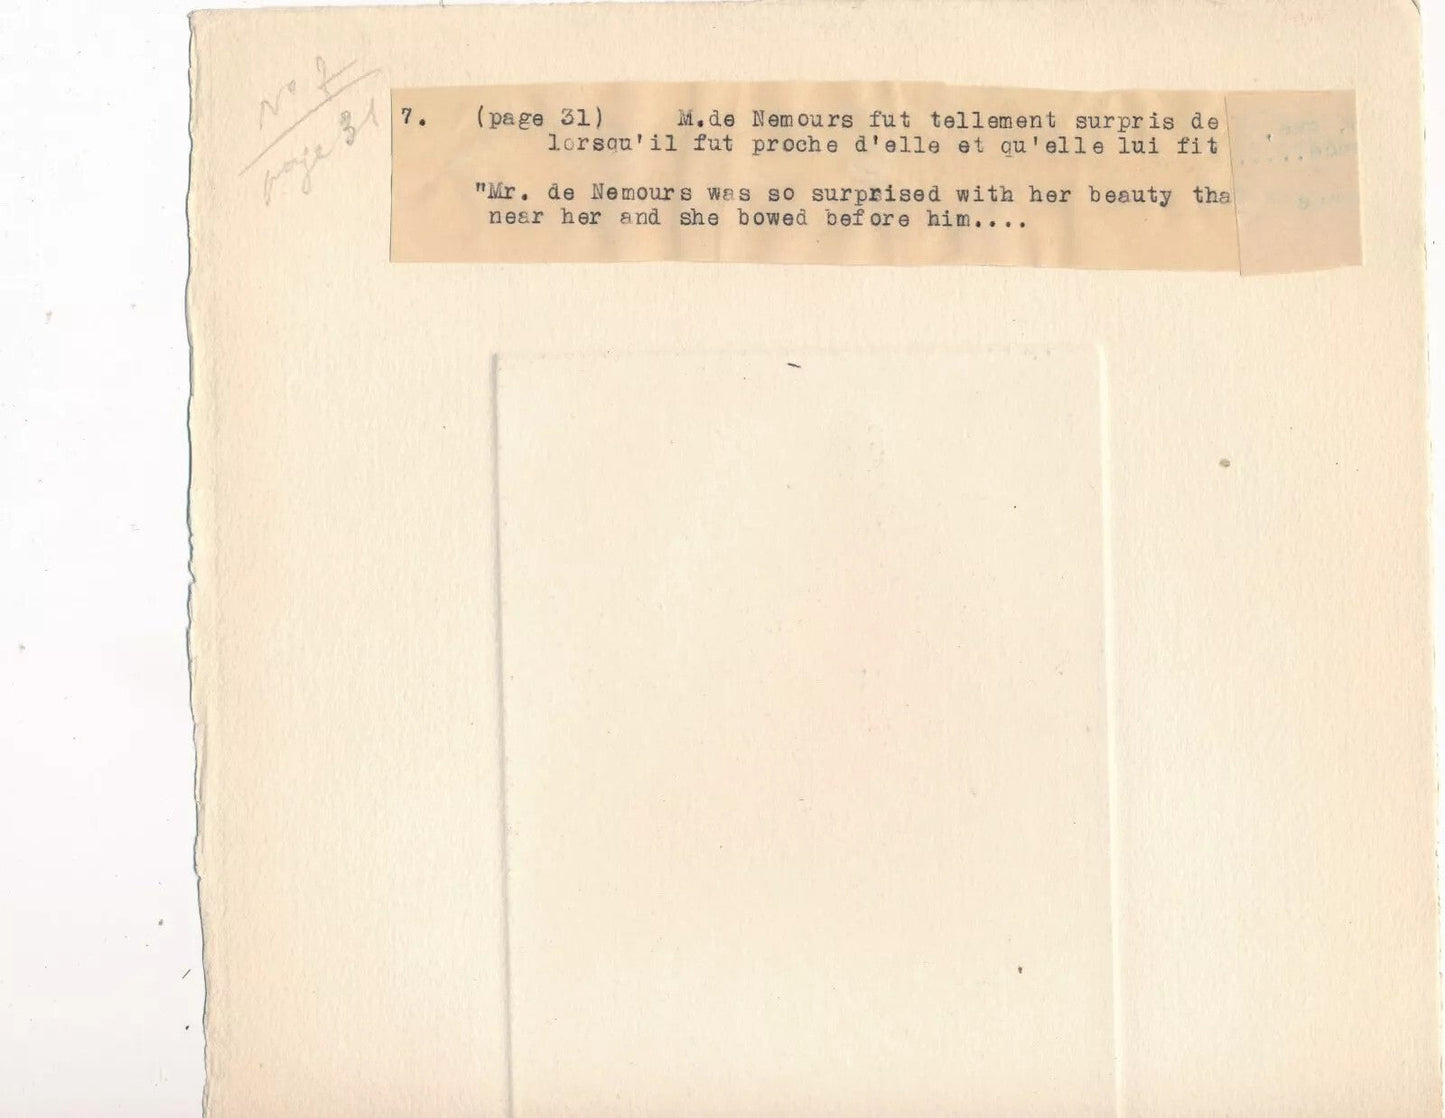 No 7
page 31
7. (page 31) M.de Nemours fut tellement surpris de
lorsqu'il fut proche d'elle et qu'elle lui fit
"Mr. de Nemours was so surprised with her beauty tha
near her and she bowed before him....